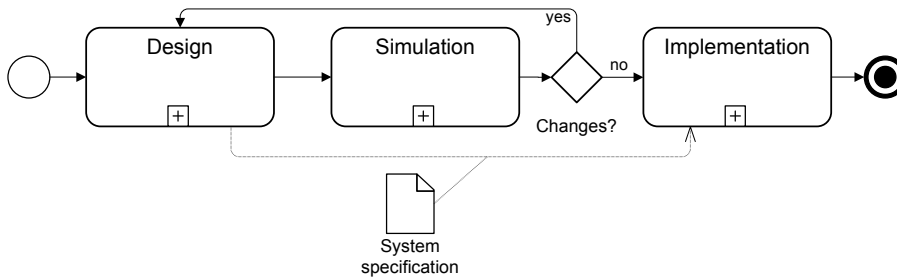 yes
Design
Simulation
Implementation
no
+
+
+
Changes?
System
specification